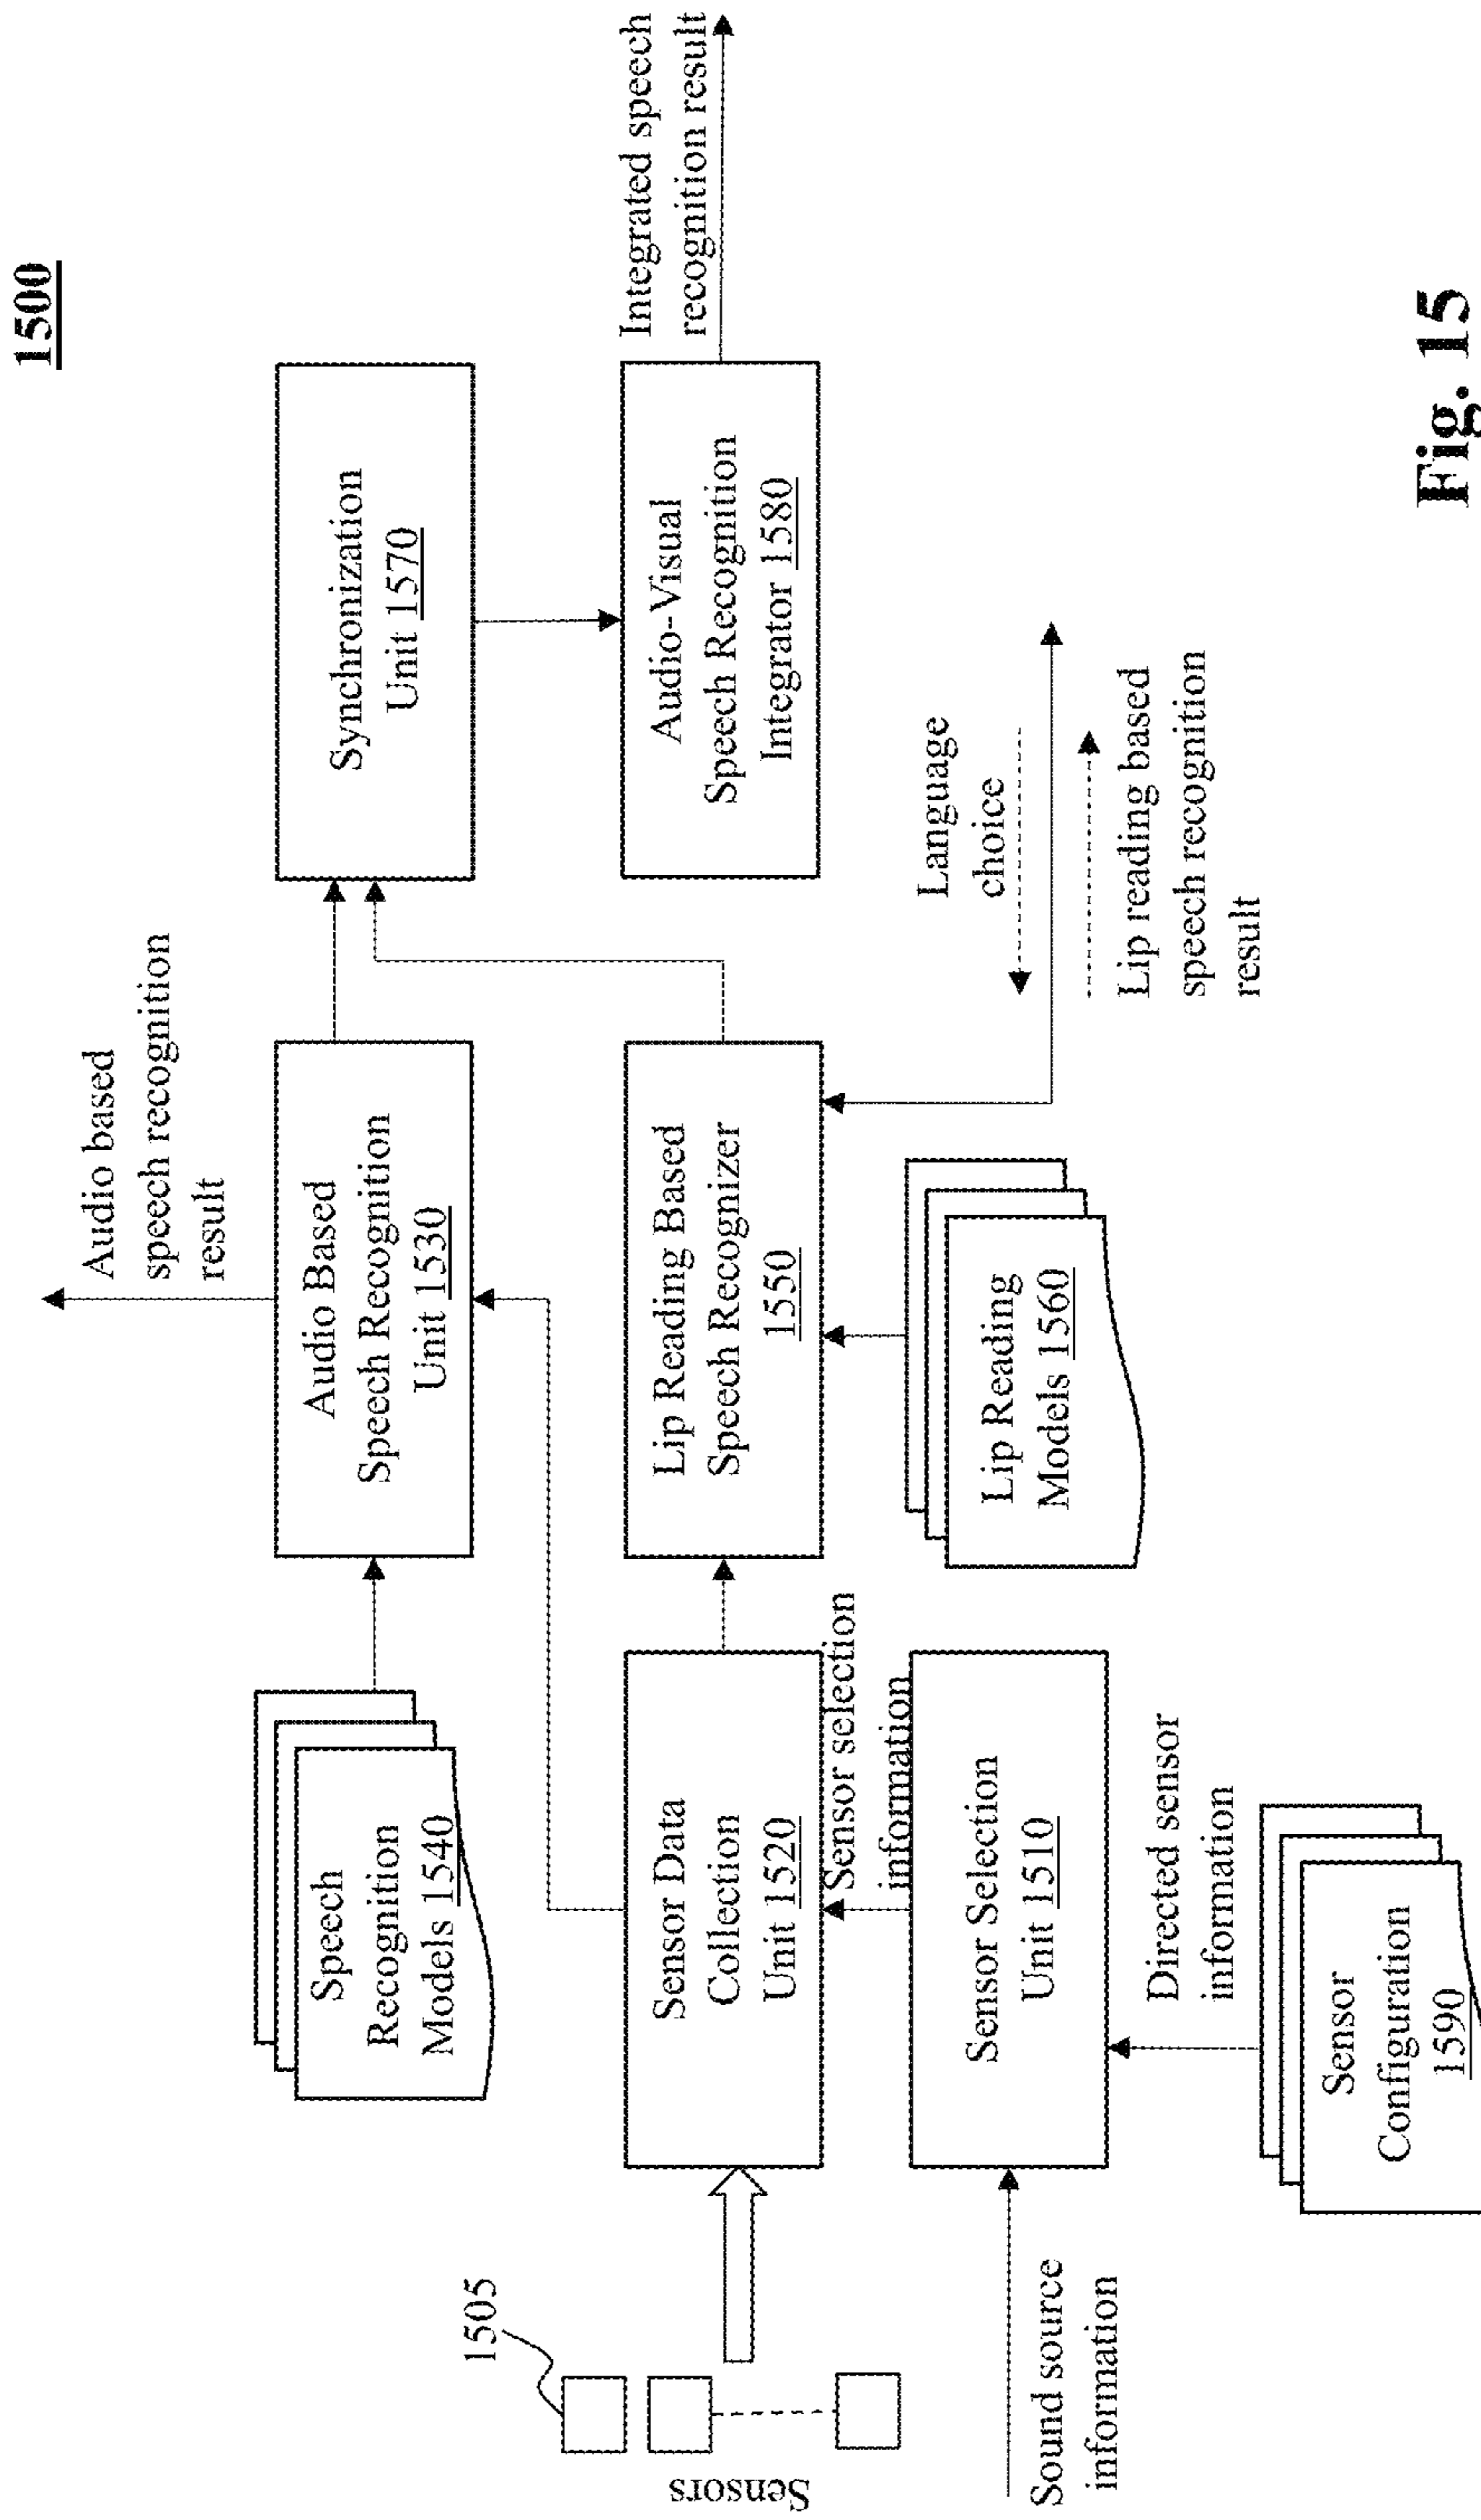 1500
Audio based
speech recognition
result
Speech
Recognition
Models 1540
Audio Based
Speech Recognition
Unit 1530
Synchronization
Unit 1570
1505
Sensors
Sensor Data
Collection
Unit 1520
Lip Reading Based
Speech Recognizer
1550
Audio-Visual
Speech Recognition
Integrator 1580
Integrated speech
recognition result
Sensor selection
information
Language
choice
Sound source
information
Sensor Selection
Unit 1510
Lip Reading
Models 1560
Lip reading based
speech recognition
result
Directed sensor
information
Sensor
Configuration
1590
Fig. 15